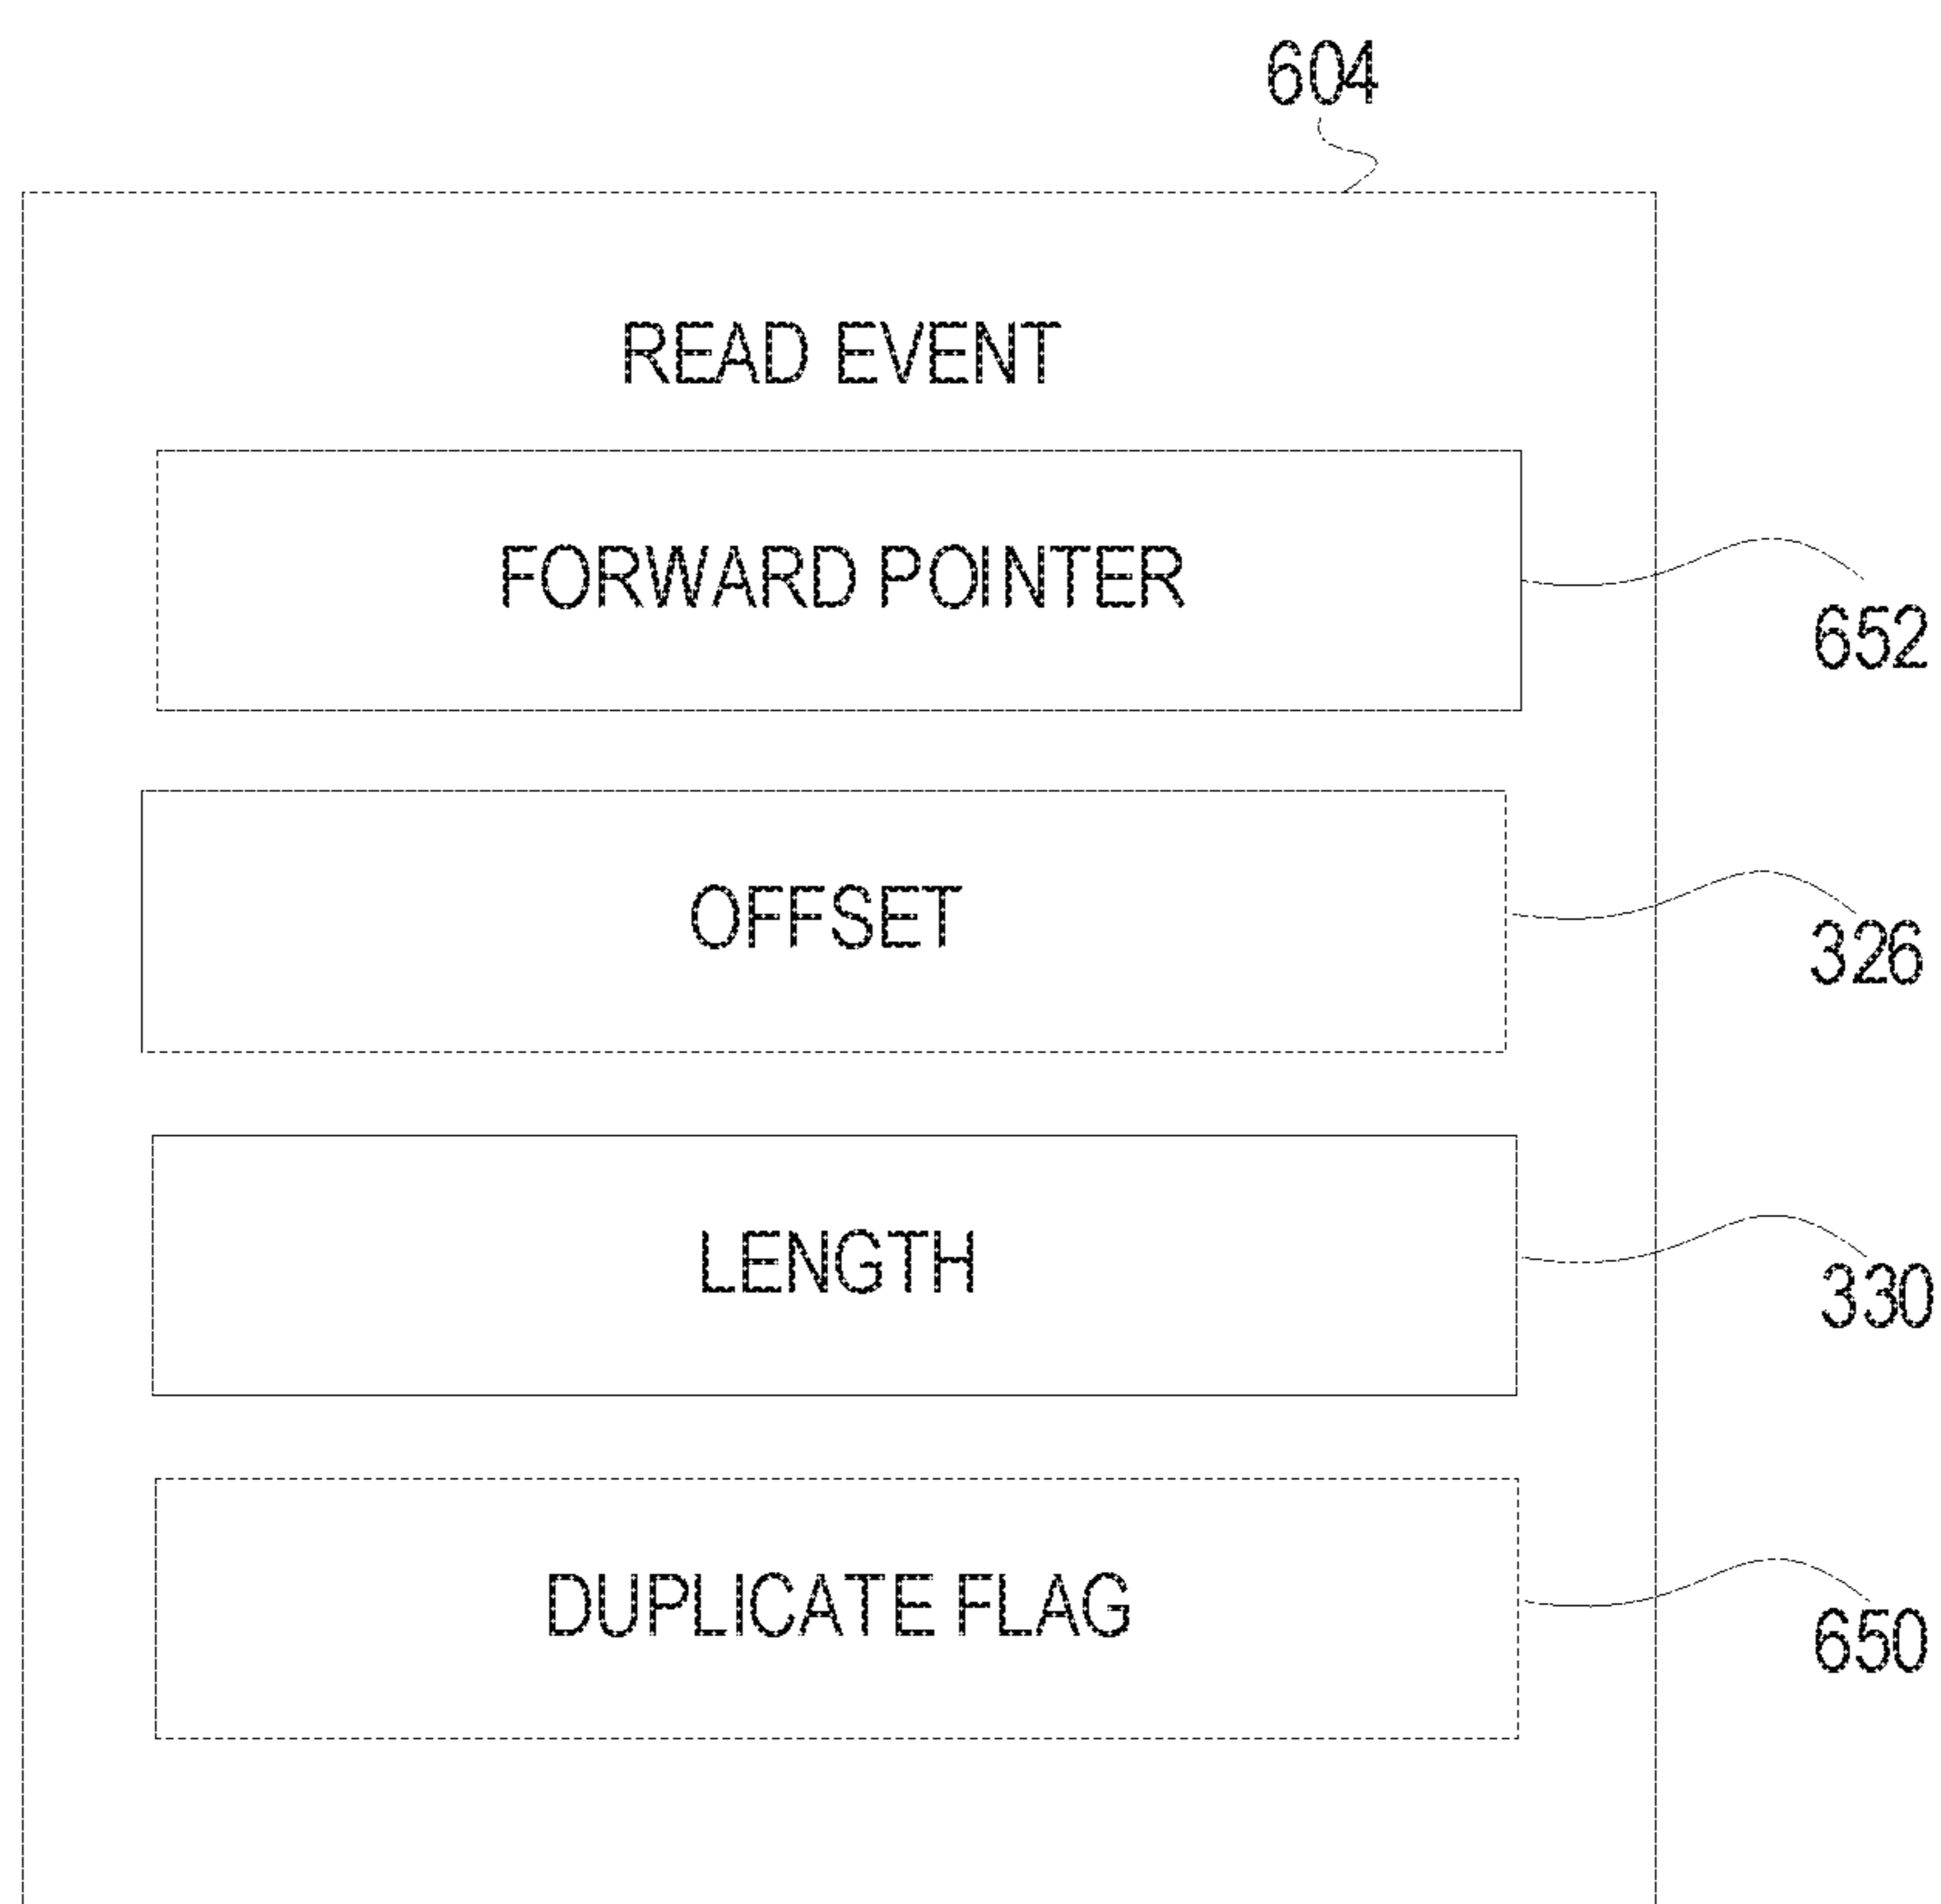 604
READ EVENT
FORWARD POINTER
652
OFFSET
326
LENGTH
330
DUPLICATE FLAG
650